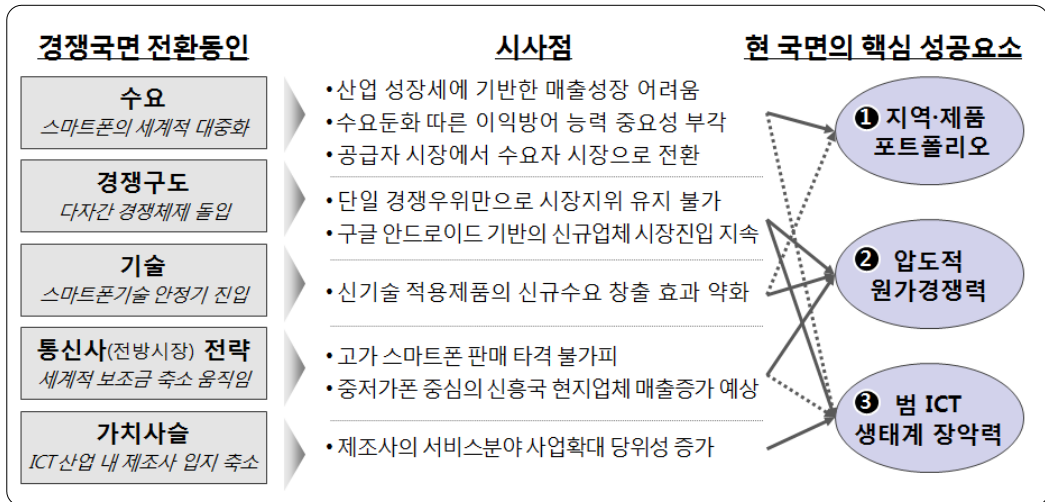 경쟁국면 전환동인
시사점
현 국면의 핵심 성공요소
수요
스마트폰의 세계적 대중화
•산업 성장세에 기반한 매출성장 어려움
•수요둔화 따른 이익방어 능력 중요성 부각
•공급자 시장에서 수요자 시장으로 전환
경쟁구도
다자간 경쟁체제 돌입
•단일 경쟁우위만으로 시장지위 유지 불가
•구글 안드로이드 기반의 신규업체 시장진입 지속
기술
스마트폰기술 안정기 진입
•신기술 적용제품의 신규수요 창출 효과 약화
통신사(전방시장) 전략
세계적 보조금 축소 움직임
•고가 스마트폰 판매 타격 불가피
•중저가폰 중심의 신흥국 현지업체 매출증가 예상
가치사슬
ICT산업 내 제조사 입지 축소
•제조사의 서비스분야 사업확대 당위성 증가
❶ 지역·제품
포트폴리오
❷ 압도적
원가경쟁력
❸ 범 ICT
생태계 장악력